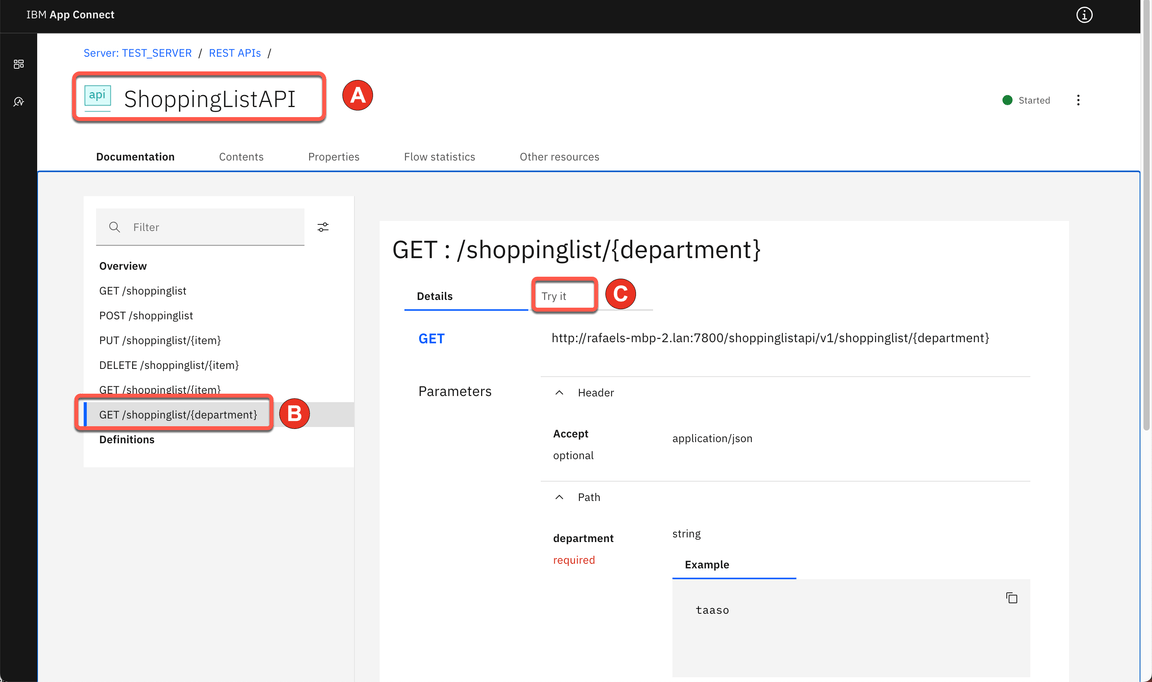 IBM App Connect
Server: TEST_SERVER / REST APIs /
api ShoppingListAPI A
Started
Documentation Contents Properties Flow statistics Other resources
Filter
Overview
GET /shoppinglist
POST /shoppinglist
PUT /shoppinglist/{item}
DELETE /shoppinglist/{item}
GET /shoppinglist/{item}
GET /shoppinglist/{department} B
Definitions
GET : /shoppinglist/{department}
Details Try it C
GET http://rafaels-mbp-2.lan:7800/shoppinglistapi/v1/shoppinglist/{department}
Parameters Header
Accept application/json
optional
Path
department string
required
Example
taaso